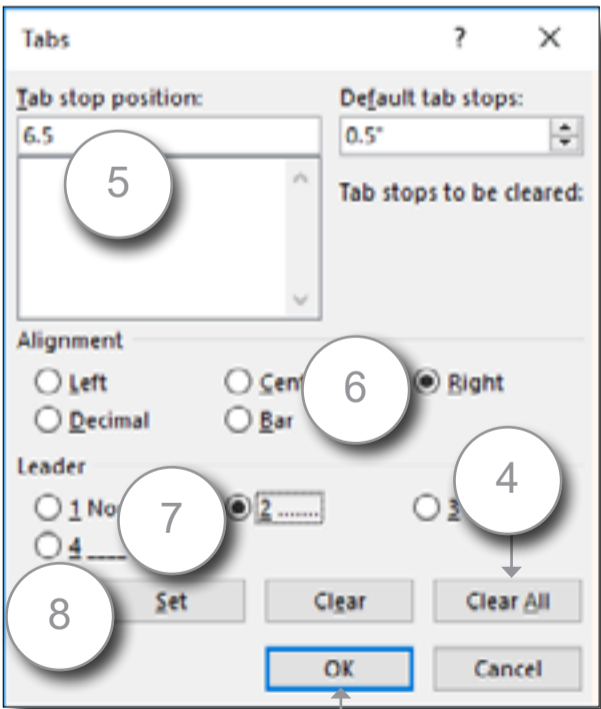 Tabs ? ×
Tab stop position: Default tab stops:
6.5 0.5"
5
Tab stops to be cleared:
Alignment
Left 6 Right
Decimal Bar
Leader
4
1 7 2 ....... 3
4 ____
8 Set Clear Clear All
OK Cancel